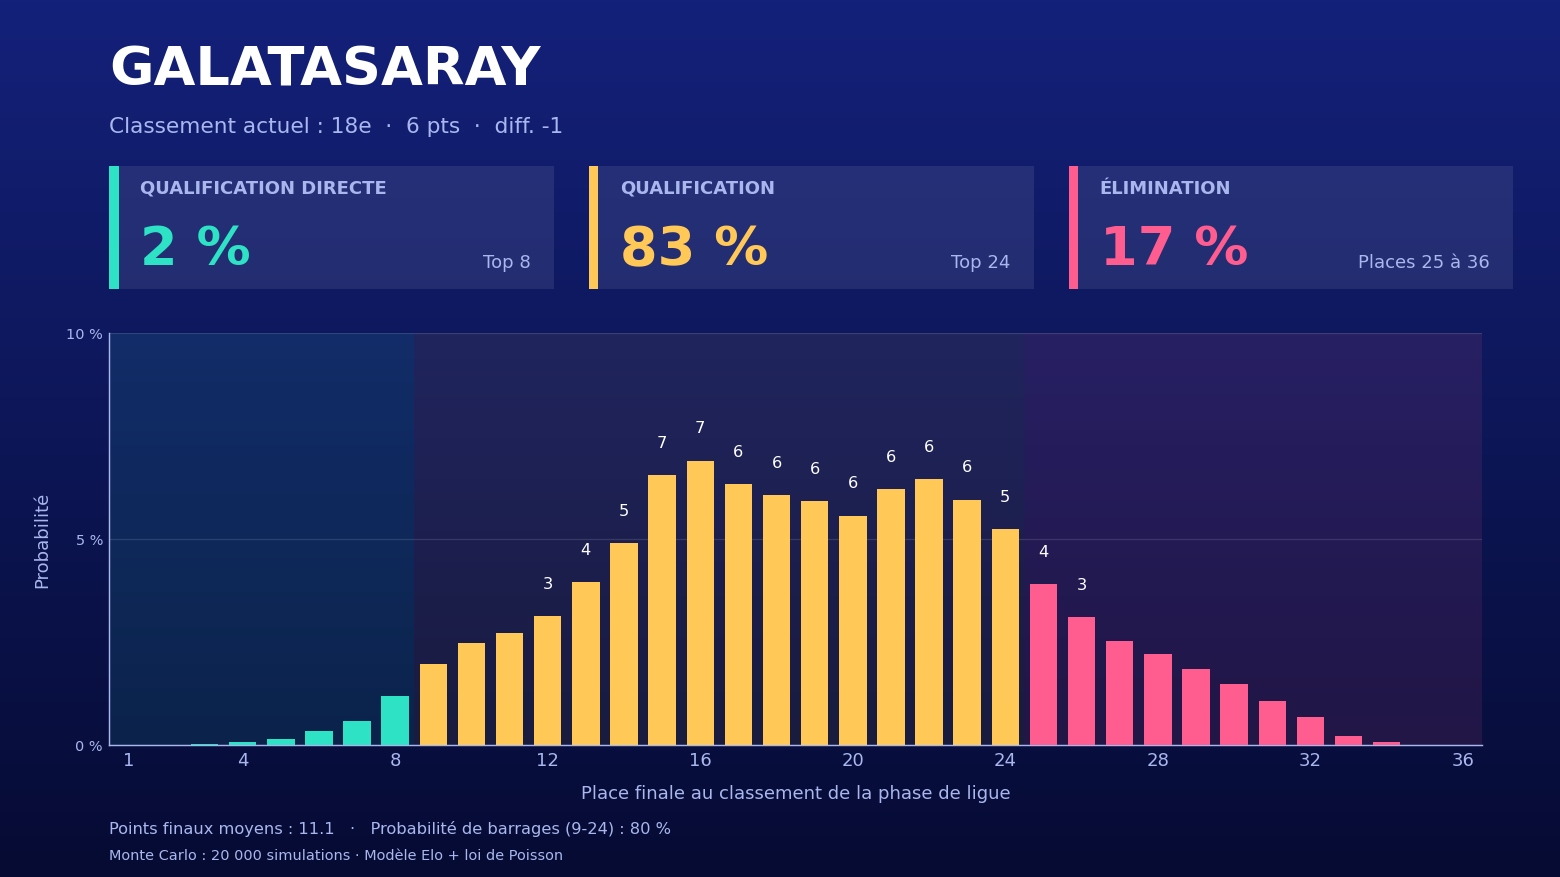 GALATASARAY
Classement actuel : 18e · 6 pts · diff. -1
QUALIFICATION DIRECTE
2 %
Top 8
QUALIFICATION
83 %
Top 24
ÉLIMINATION
17 %
Places 25 à 36
10 %
5 %
0 %
Probabilité
3
4
5
7
7
6
6
6
6
6
6
6
5
4
3
1 4 8 12 16 20 24 28 32 36
Place finale au classement de la phase de ligue
Points finaux moyens : 11.1 · Probabilité de barrages (9-24) : 80 %
Monte Carlo : 20 000 simulations · Modèle Elo + loi de Poisson